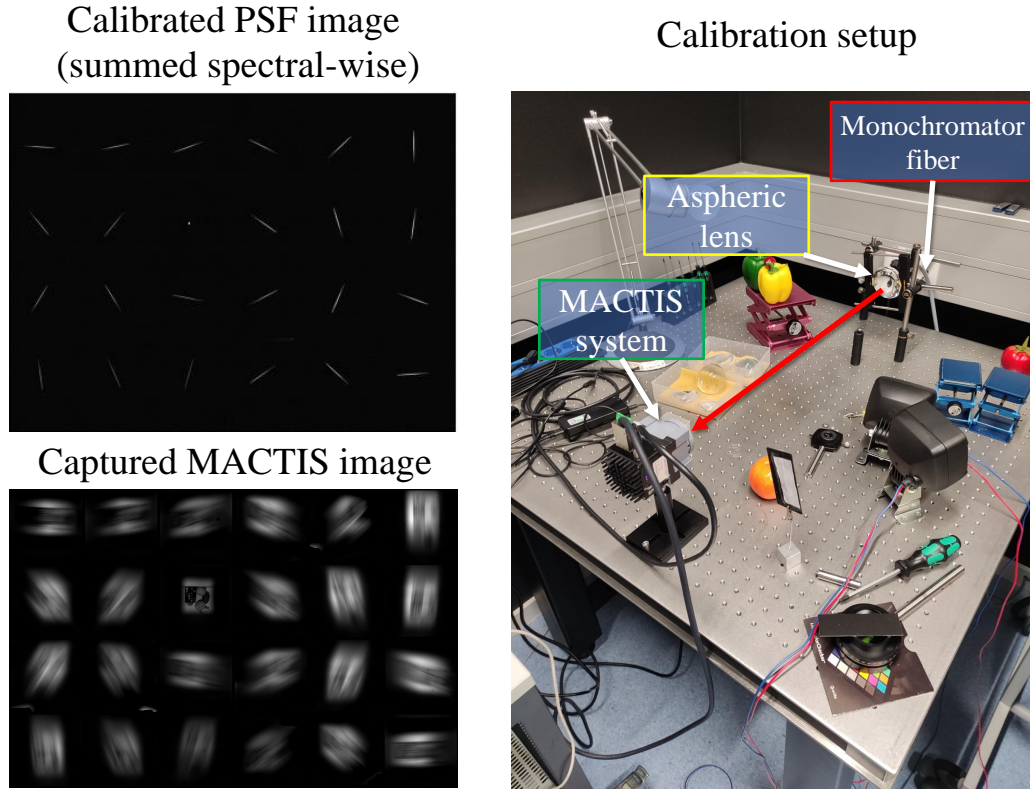 Calibrated PSF image
(summed spectral-wise)
Calibration setup
Monochromator
fiber
Aspheric
lens
MACTIS
system
Captured MACTIS image